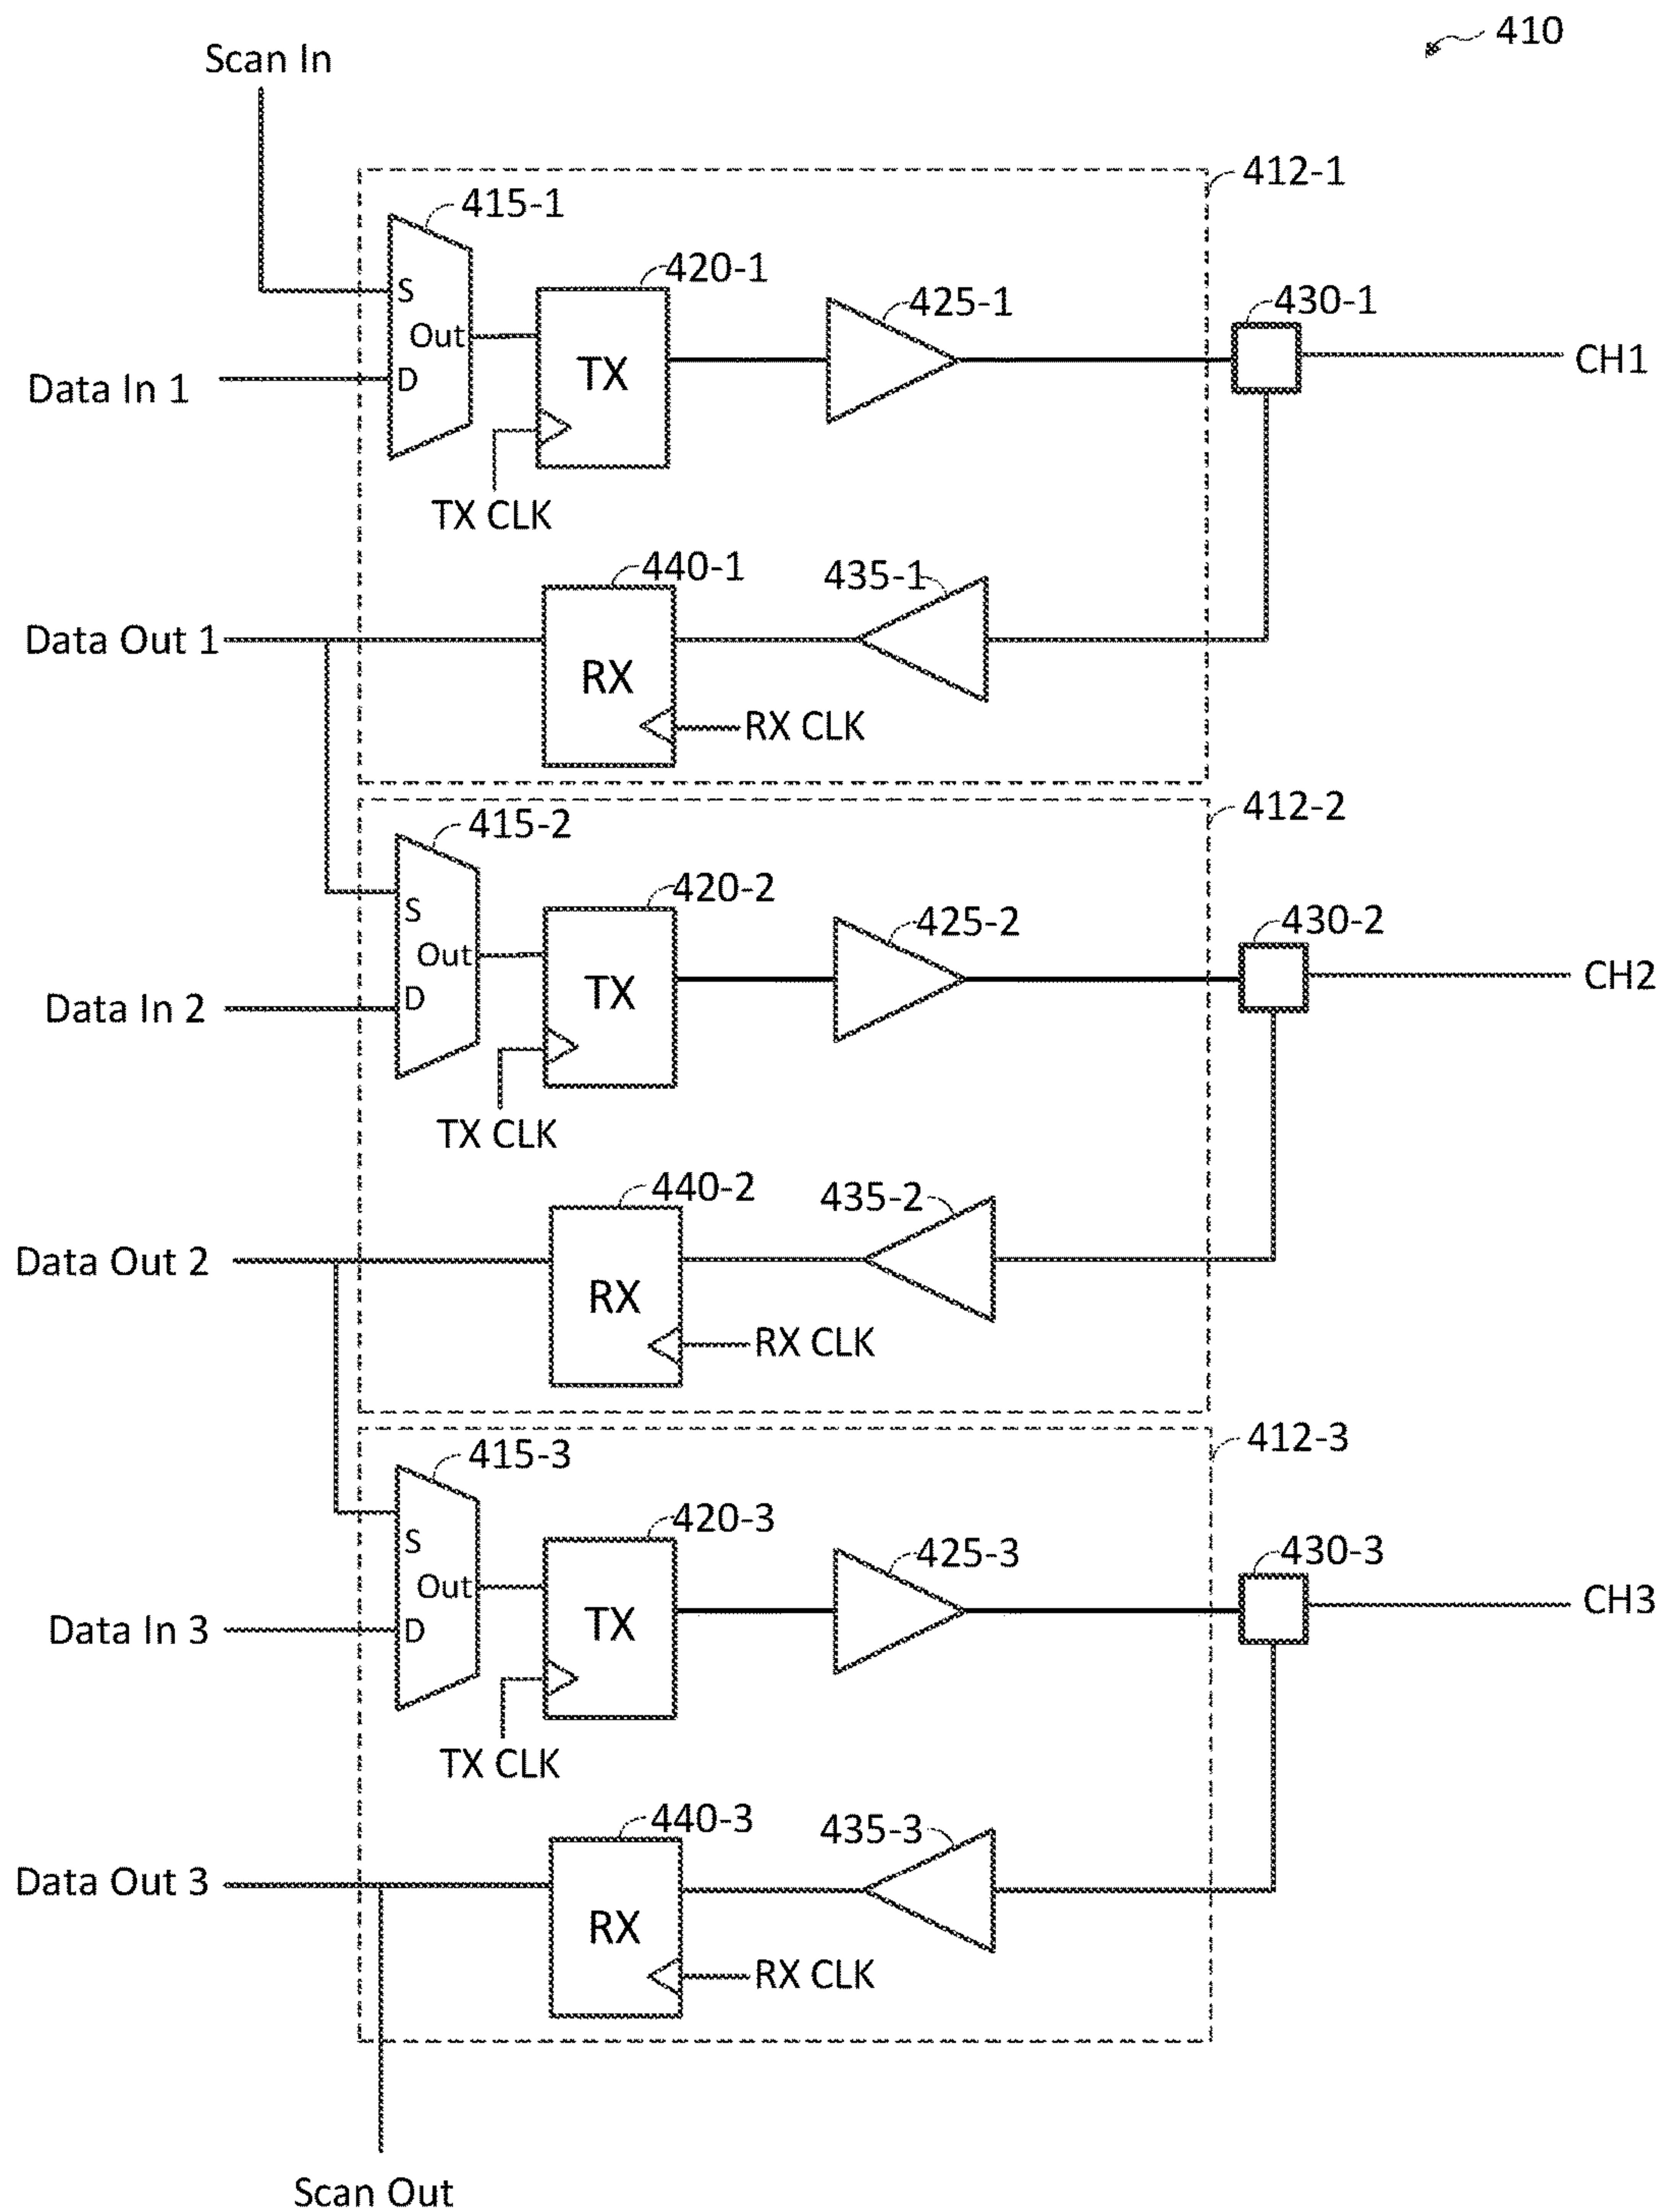 410
Scan In
412-1
415-1
420-1
S
425-1
430-1
Out
CH1
Data In 1
D
TX
TX CLK
440-1
435-1
Data Out 1
RX
RX CLK
412-2
415-2
420-2
S
425-2
430-2
Out
CH2
Data In 2
D
TX
TX CLK
440-2
435-2
Data Out 2
RX
RX CLK
412-3
415-3
420-3
S
425-3
430-3
Out
CH3
Data In 3
D
TX
TX CLK
440-3
435-3
Data Out 3
RX
RX CLK
Scan Out